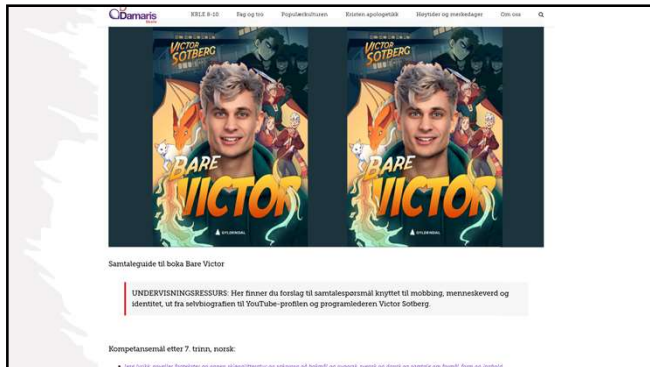 Damaris
KRLE 8-10 Fag og tro Populærkulturen Kristen apologetikk Høytider og merkedager Om oss
VICTOR SOTBERG VICTOR SOTBERG
BARE VICTOR BARE VICTOR
GYLDENDAL GYLDENDAL
Samtaleguide til boka Bare Victor
UNDERVISNINGSRESSURS: Her finner du forslag til samtalespørsmål knyttet til mobbing, menneskeverd og
identitet, ut fra selvbiografien til YouTube-profilen og programlederen Victor Sotberg.
Kompetansemål etter 7. trinn, norsk: